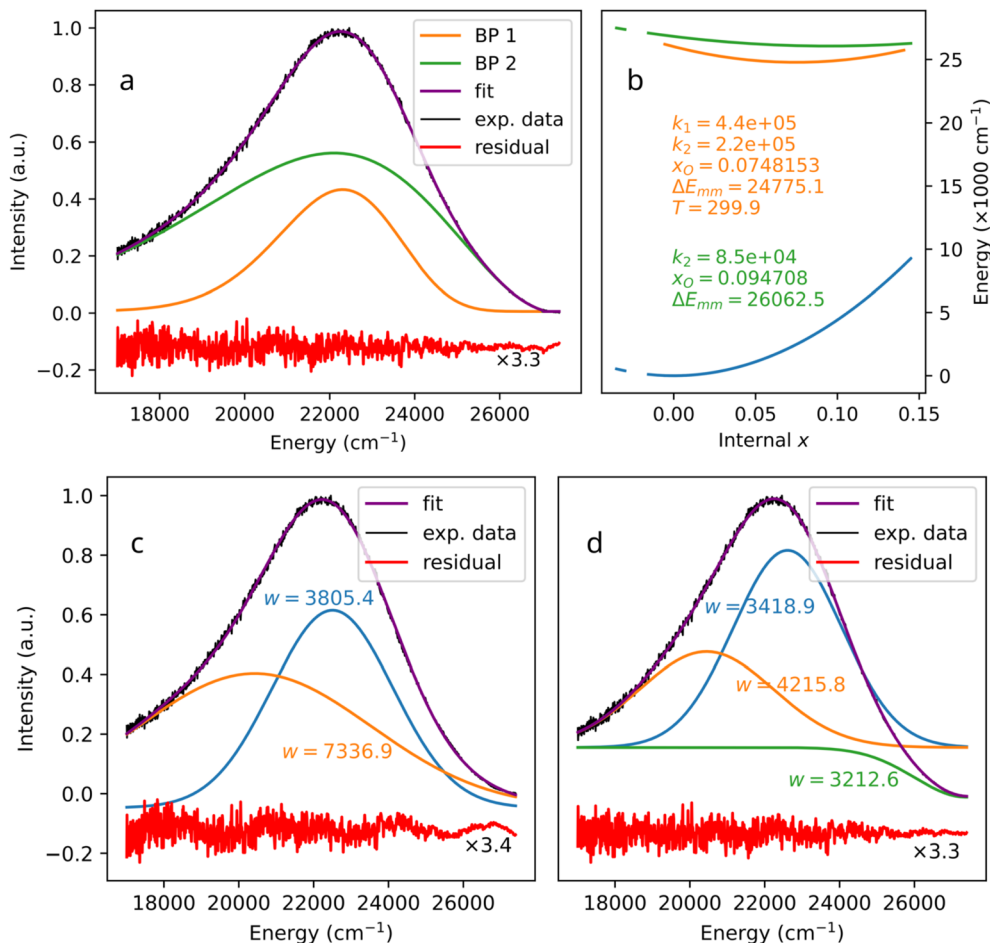 a
BP 1
BP 2
fit
exp. data
residual
Intensity (a.u.)
1.0
0.8
0.6
0.4
0.2
0.0
−0.2
×3.3
18000 20000 22000 24000 26000
Energy (cm⁻¹)
b
k₁ = 4.4e+05
k₂ = 2.2e+05
x_O = 0.0748153
ΔE_mm = 24775.1
T = 299.9
k₂ = 8.5e+04
x_O = 0.094708
ΔE_mm = 26062.5
25
20
15
10
5
0
Energy (×1000 cm⁻¹)
0.00 0.05 0.10 0.15
Internal x
c
fit
exp. data
residual
Intensity (a.u.)
1.0
0.8
0.6
0.4
0.2
0.0
−0.2
w = 3805.4
w = 7336.9
×3.4
18000 20000 22000 24000 26000
Energy (cm⁻¹)
d
fit
exp. data
residual
w = 3418.9
w = 4215.8
w = 3212.6
×3.3
18000 20000 22000 24000 26000
Energy (cm⁻¹)